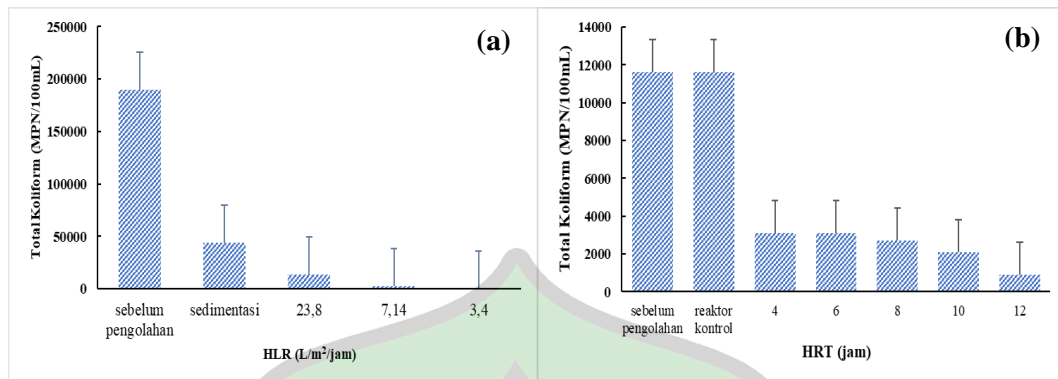 (a)
Total Koliform (MPN/100mL)
250000
200000
150000
100000
50000
0
sebelum
pengolahan
sedimentasi
23,8
7,14
3,4
HLR (L/m²/jam)
(b)
Total Koliform (MPN/100mL)
14000
12000
10000
8000
6000
4000
2000
0
sebelum
pengolahan
reaktor
kontrol
4
6
8
10
12
HRT (jam)